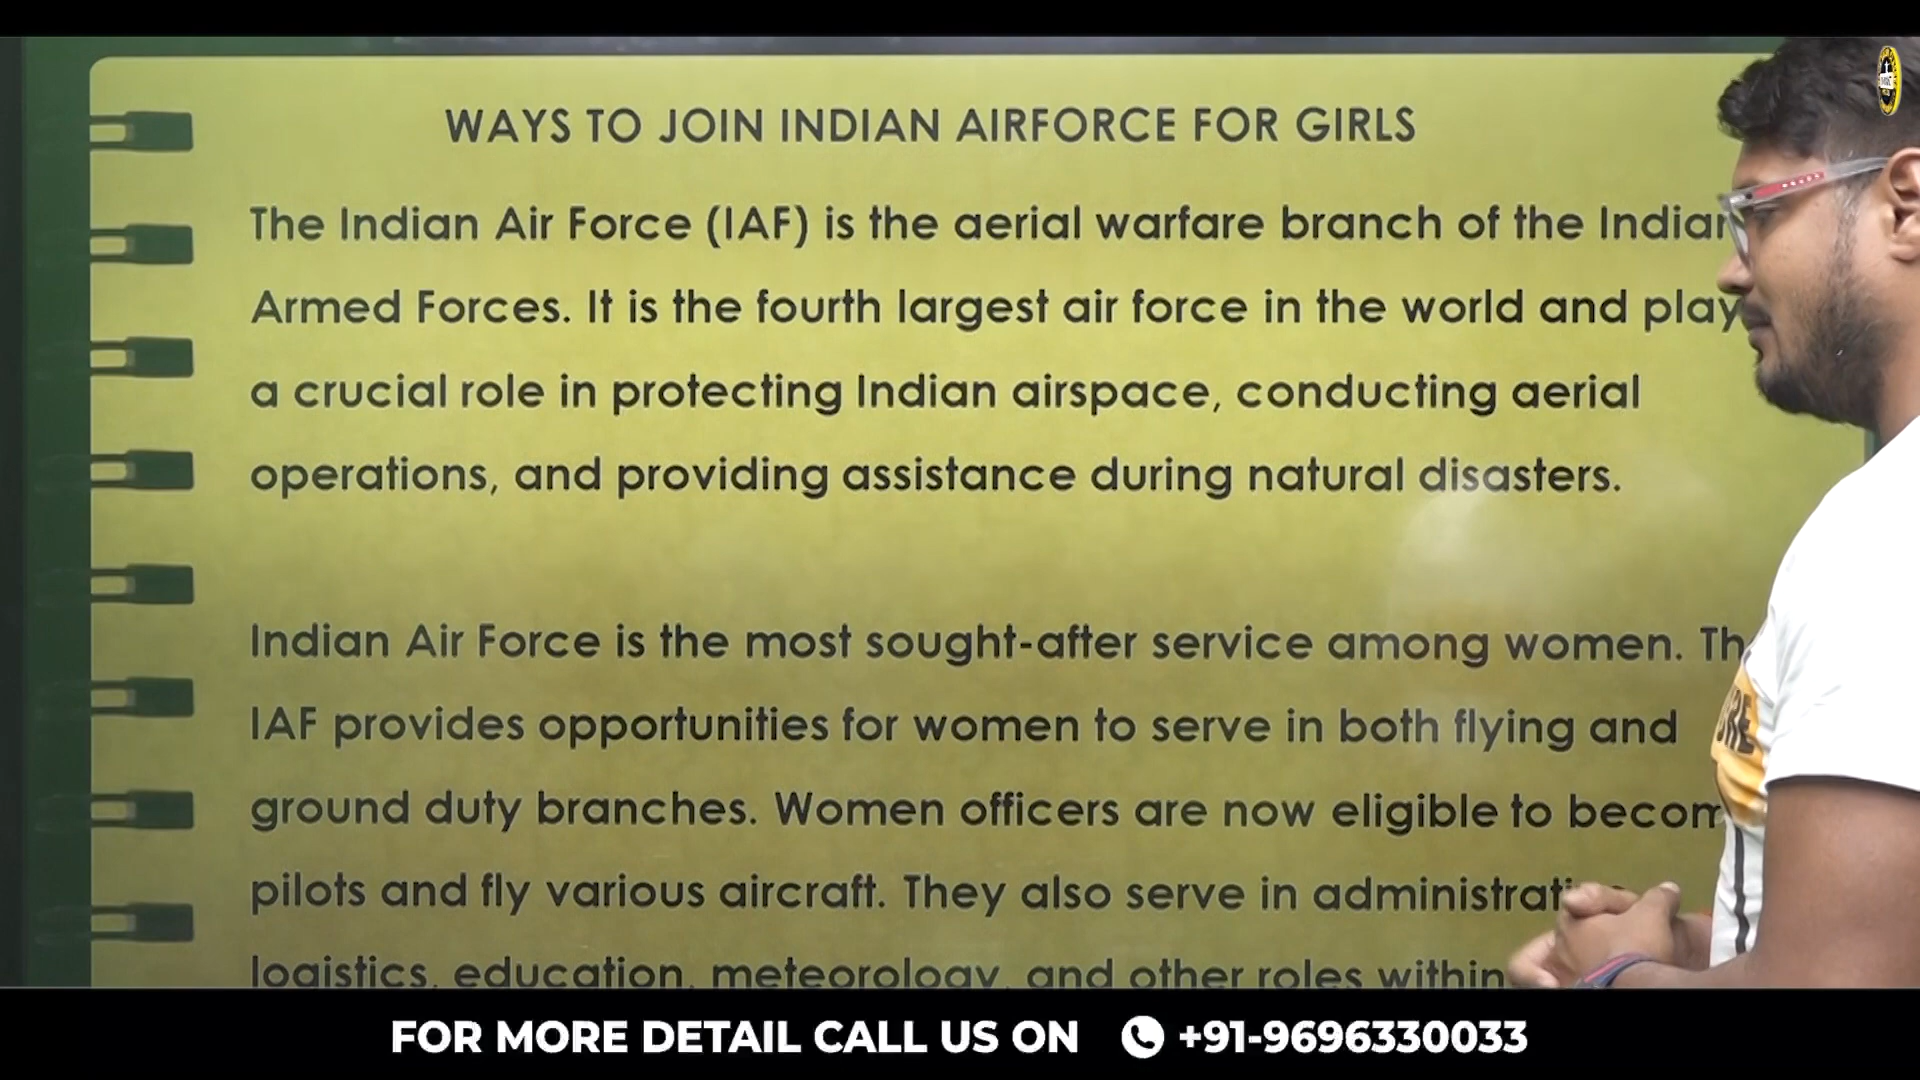 WAYS TO JOIN INDIAN AIRFORCE FOR GIRLS
The Indian Air Force (IAF) is the aerial warfare branch of the Indian
Armed Forces. It is the fourth largest air force in the world and play
a crucial role in protecting Indian airspace, conducting aerial
operations, and providing assistance during natural disasters.
Indian Air Force is the most sought-after service among women. Th
IAF provides opportunities for women to serve in both flying and
ground duty branches. Women officers are now eligible to becom
pilots and fly various aircraft. They also serve in administrati
logistics, education, meteorology, and other roles within
FOR MORE DETAIL CALL US ON +91-9696330033